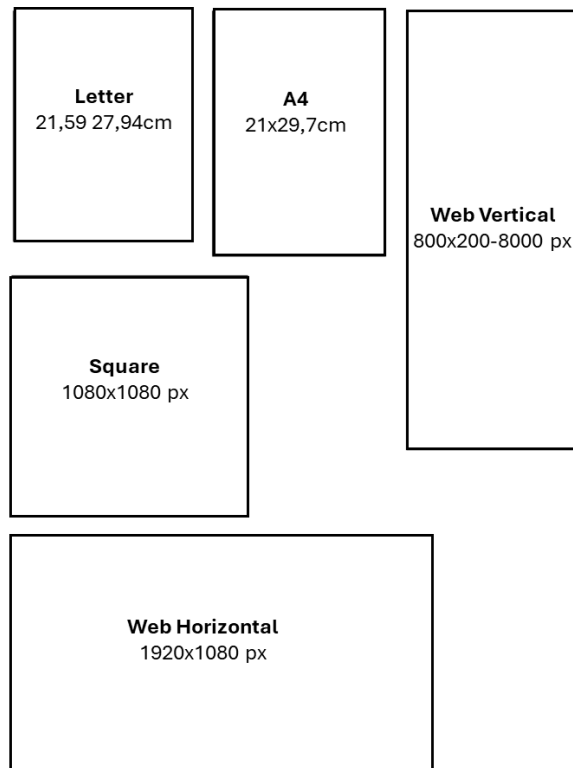 Letter
21,59 27,94cm
A4
21x29,7cm
Web Vertical
800x200-8000 px
Square
1080x1080 px
Web Horizontal
1920x1080 px